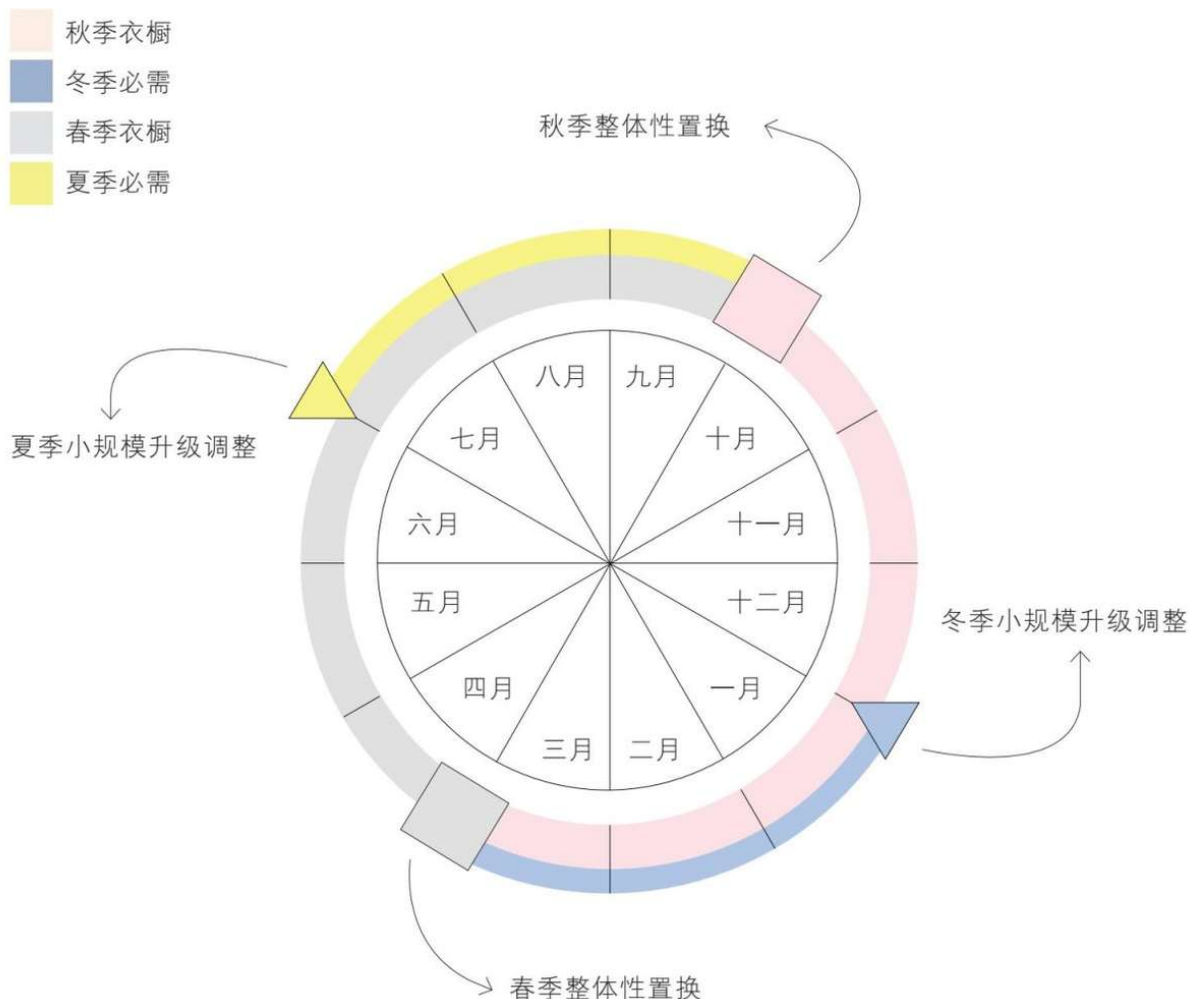 秋季衣橱
冬季必需
春季衣橱
夏季必需
秋季整体性置换
八月
九月
七月
十月
夏季小规模升级调整
六月
十一月
五月
十二月
冬季小规模升级调整
四月
一月
三月
二月
春季整体性置换